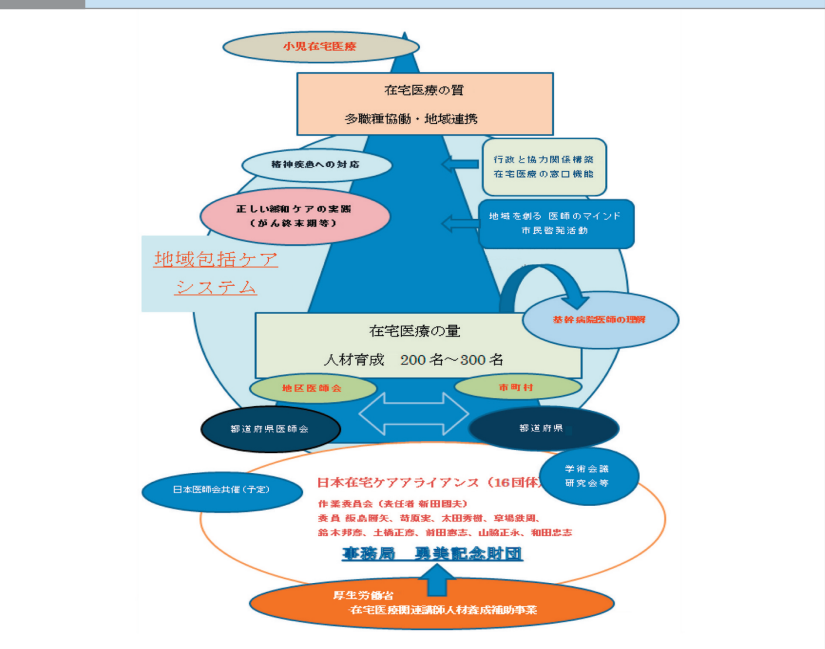 小児在宅医療
在宅医療の質
多職種協働・地域連携
精神疾患への対応
行政と協力関係構築
在宅医療の窓口機能
正しい緩和ケアの実践
(がん終末期等)
地域を創る 医師のマインド
市民啓発活動
地域包括ケア
システム
基幹病院医師の理解
在宅医療の量
人材育成 200名～300名
地区医師会
市町村
都道府県医師会
都道府県
日本在宅ケアアライアンス(16団体)
学術会議
研究会等
日本医師会共催(予定)
作業委員会(責任者 新田國夫)
委員 飯島勝矢、苛原実、太田秀樹、草場鉄周、
鈴木邦彦、土橋正彦、前田憲志、山脇正永、和田忠志
事務局 勇美記念財団
厚生労働省
在宅医療関連講師人材養成補助事業